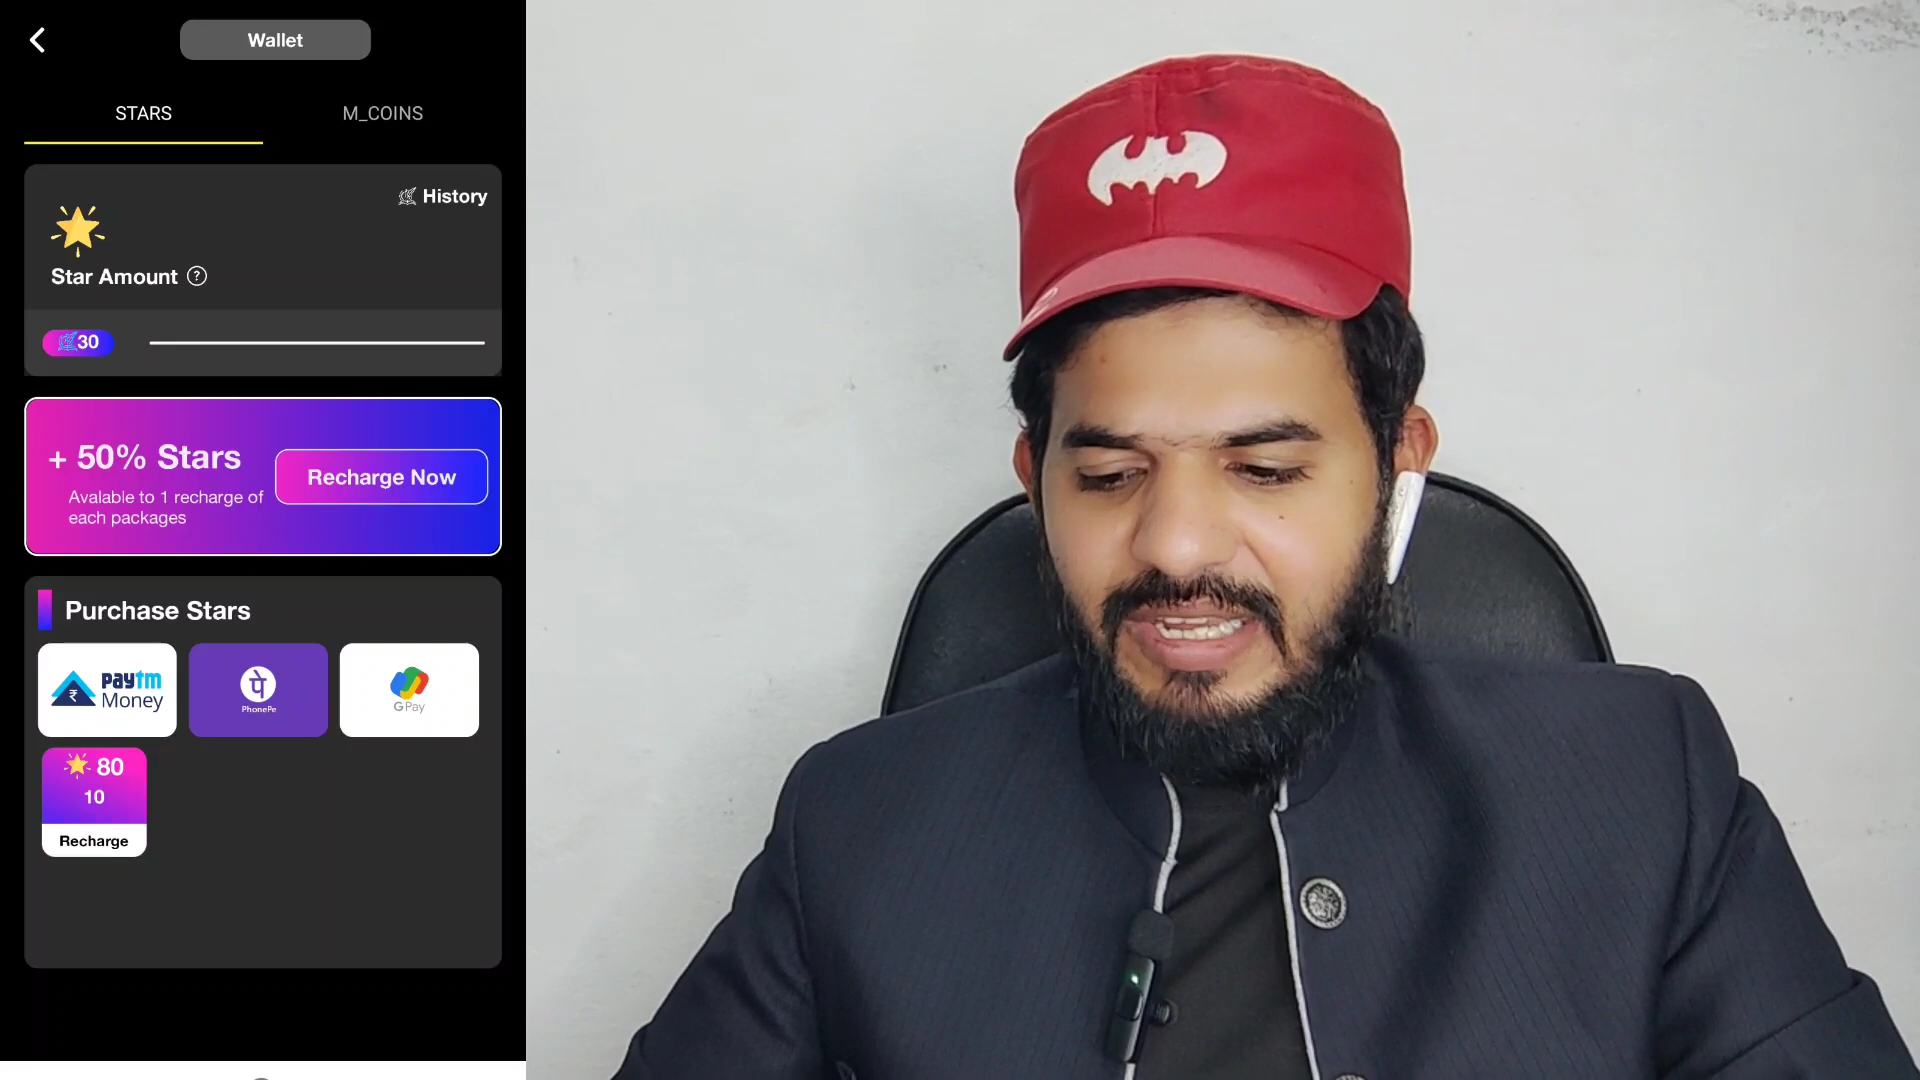 Wallet
STARS
M_COINS
History
Star Amount ?
30
+ 50% Stars
Avalable to 1 recharge of
each packages
Recharge Now
Purchase Stars
₹ paytm
Money
पे
PhonePe
G Pay
80
10
Recharge